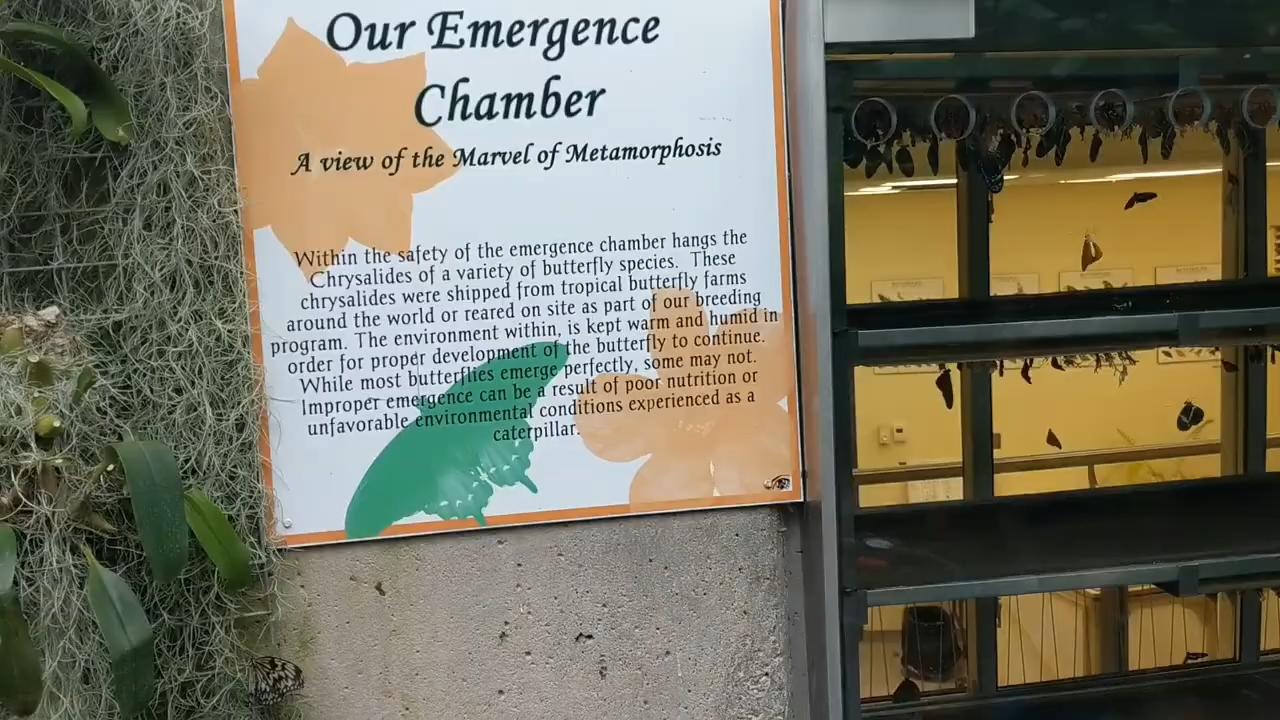 Our Emergence
Chamber
A view of the Marvel of Metamorphosis
Within the safety of the emergence chamber hangs the
Chrysalides of a variety of butterfly species. These
chrysalides were shipped from tropical butterfly farms
around the world or reared on site as part of our breeding
program. The environment within, is kept warm and humid in
order for proper development of the butterfly to continue.
While most butterflies emerge perfectly, some may not.
Improper emergence can be a result of poor nutrition or
unfavorable environmental conditions experienced as a
caterpillar.